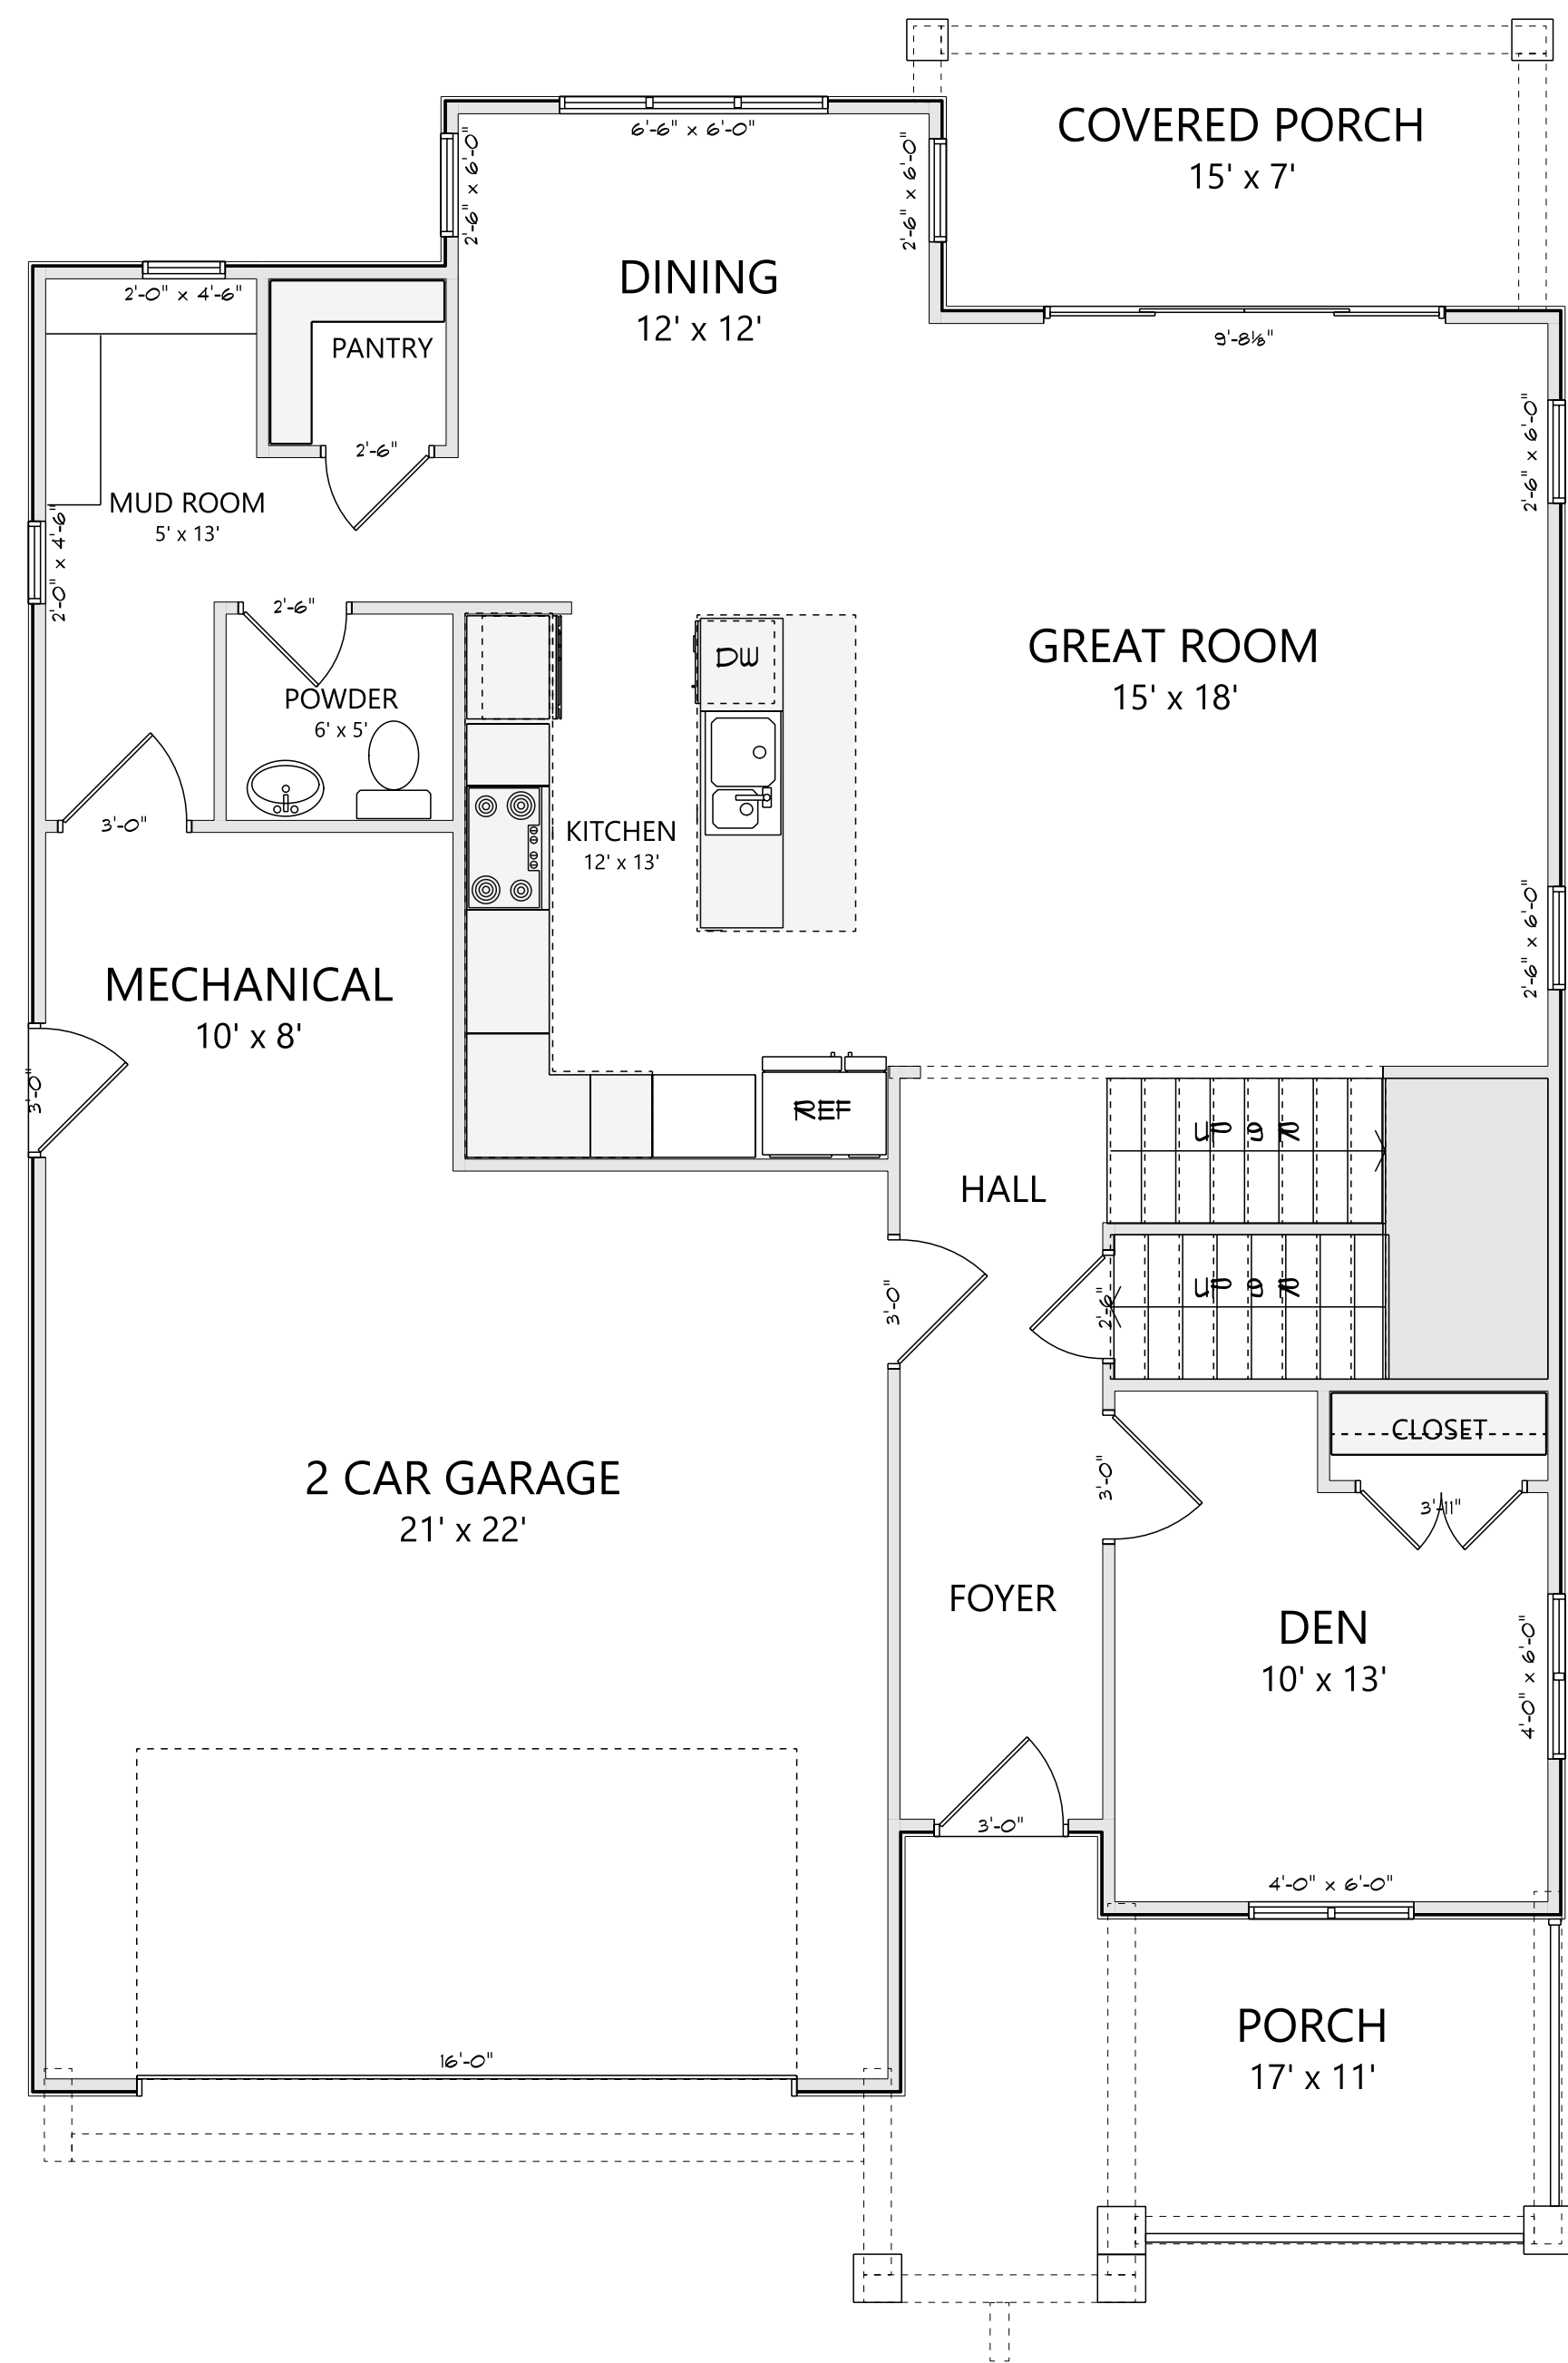 COVERED PORCH
15' x 7'
6'-6" x 6'-0"
2'-6" x 6'-0"
2'-6" x 6'-0"
DINING
12' x 12'
2'-0" x 4'-6"
PANTRY
9'-8⅛"
2'-6"
2'-6" x 6'-0"
MUD ROOM
5' x 13'
2'-0" x 4'-6"
2'-6"
GREAT ROOM
15' x 18'
DW
POWDER
6' x 5'
3'-0"
KITCHEN
12' x 13'
2'-6" x 6'-0"
MECHANICAL
10' x 8'
3'-0"
REF
UP 9 R
HALL
3'-0"
2'-6"
UP 9 R
CLOSET
3'-11"
3'-0"
2 CAR GARAGE
21' x 22'
FOYER
DEN
10' x 13'
4'-0" x 6'-0"
3'-0"
4'-0" x 6'-0"
PORCH
17' x 11'
16'-0"